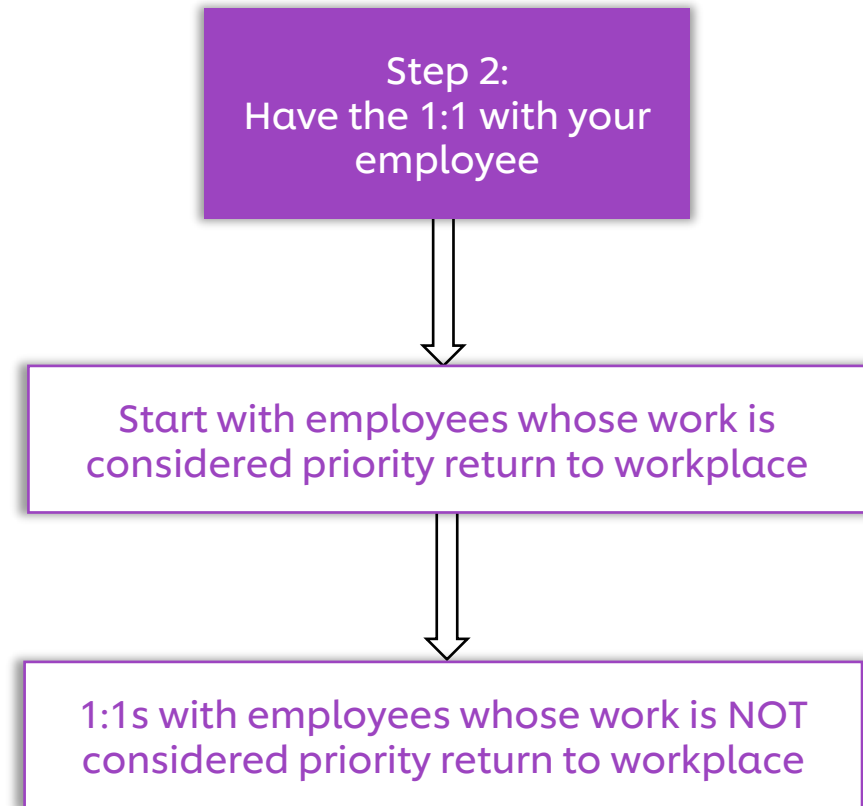 Step 2:
Have the 1:1 with your
employee
Start with employees whose work is
considered priority return to workplace
1:1s with employees whose work is NOT
considered priority return to workplace